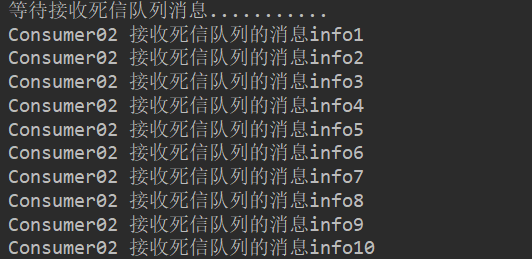 等待接收死信队列消息...........
Consumer02 接收死信队列的消息info1
Consumer02 接收死信队列的消息info2
Consumer02 接收死信队列的消息info3
Consumer02 接收死信队列的消息info4
Consumer02 接收死信队列的消息info5
Consumer02 接收死信队列的消息info6
Consumer02 接收死信队列的消息info7
Consumer02 接收死信队列的消息info8
Consumer02 接收死信队列的消息info9
Consumer02 接收死信队列的消息info10